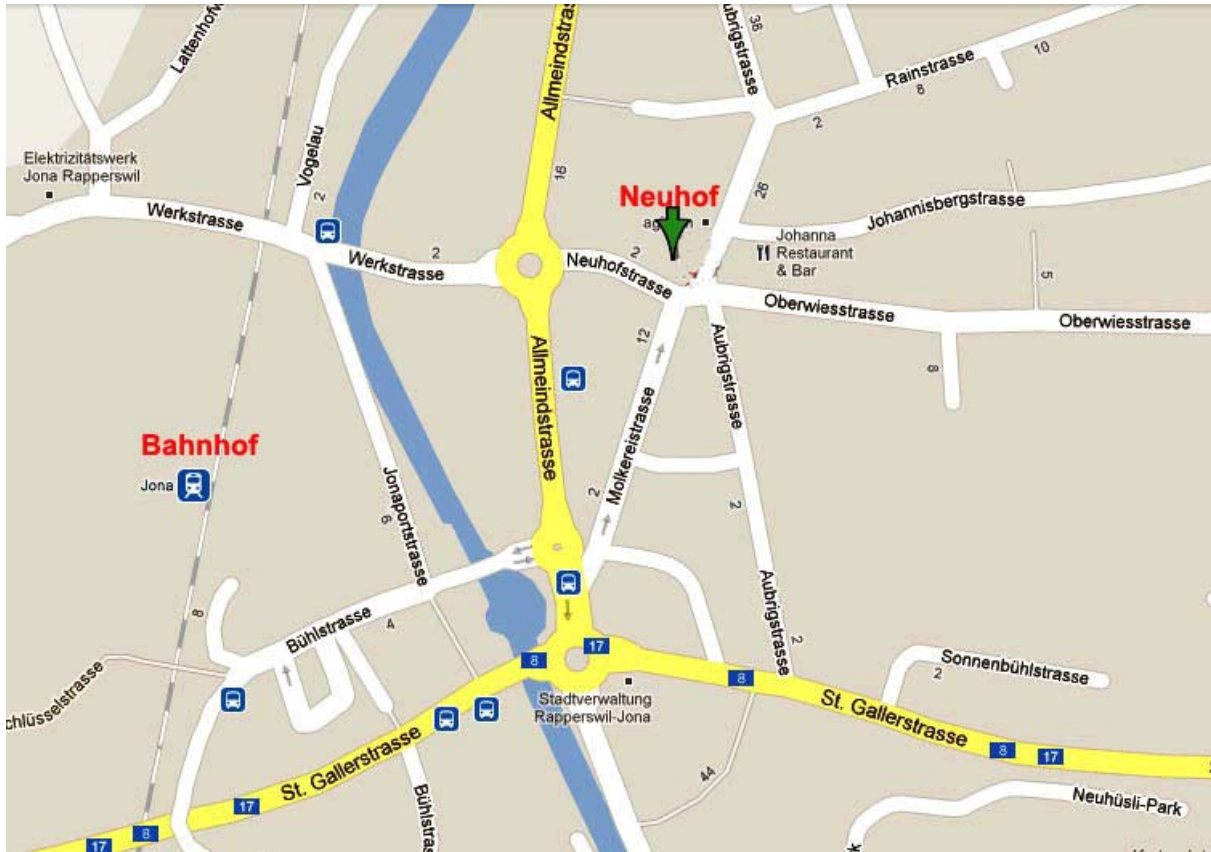 Lattenhofw
Allmeindstrasse
Aubrigstrasse
38
10
Rainstrasse
8
2
Elektrizitätswerk
Jona Rapperswil
Vogelau
2
16
Neuhof
26
Johannisbergstrasse
Werkstrasse
Johanna
Restaurant
& Bar
Werkstrasse
2
Neuhofstrasse
2
5
Oberwiesstrasse
Oberwiesstrasse
12
Aubrigstrasse
8
Allmeindstrasse
Bahnhof
Jona
Jonaportstrasse
6
Molkereistrasse
2
2
8
Bühlstrasse
4
Aubrigstrasse
2
17
8
Sonnenbühlstrasse
2
chlüsselstrasse
Stadtverwaltung
Rapperswil-Jona
8
St. Gallerstrasse
8
17
St. Gallerstrasse
44
Bühlstras
Neuhüsli-Park
17
8
17